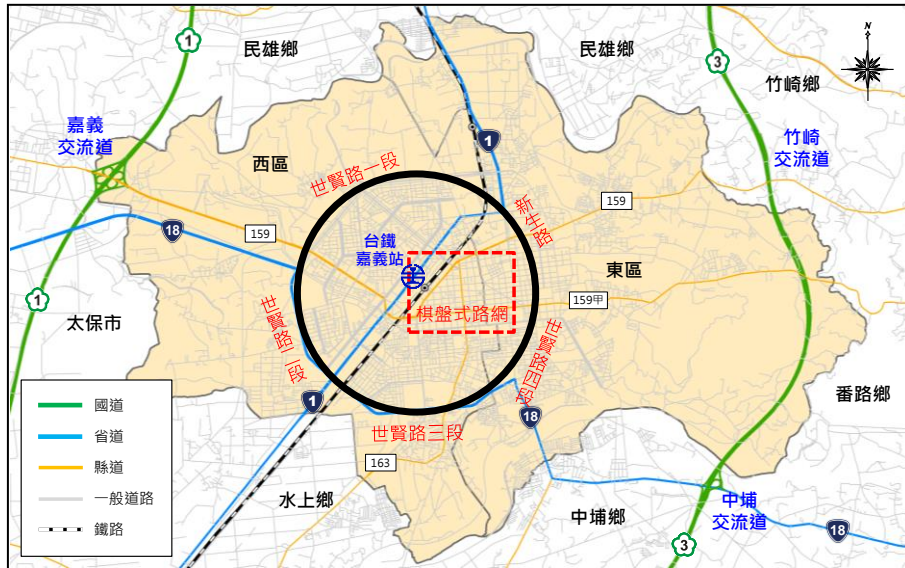 1
民雄鄉
民雄鄉
3
N
竹崎鄉
嘉義
交流道
竹崎
交流道
1
西區
世賢路一段
18
159
新生路
159
台鐵
嘉義站
東區
159甲
1
太保市
棋盤式路網
世賢路二段
世賢路四段
國道
省道
縣道
一般道路
鐵路
1
18
番路鄉
世賢路三段
163
水上鄉
中埔鄉
中埔
交流道
18
3